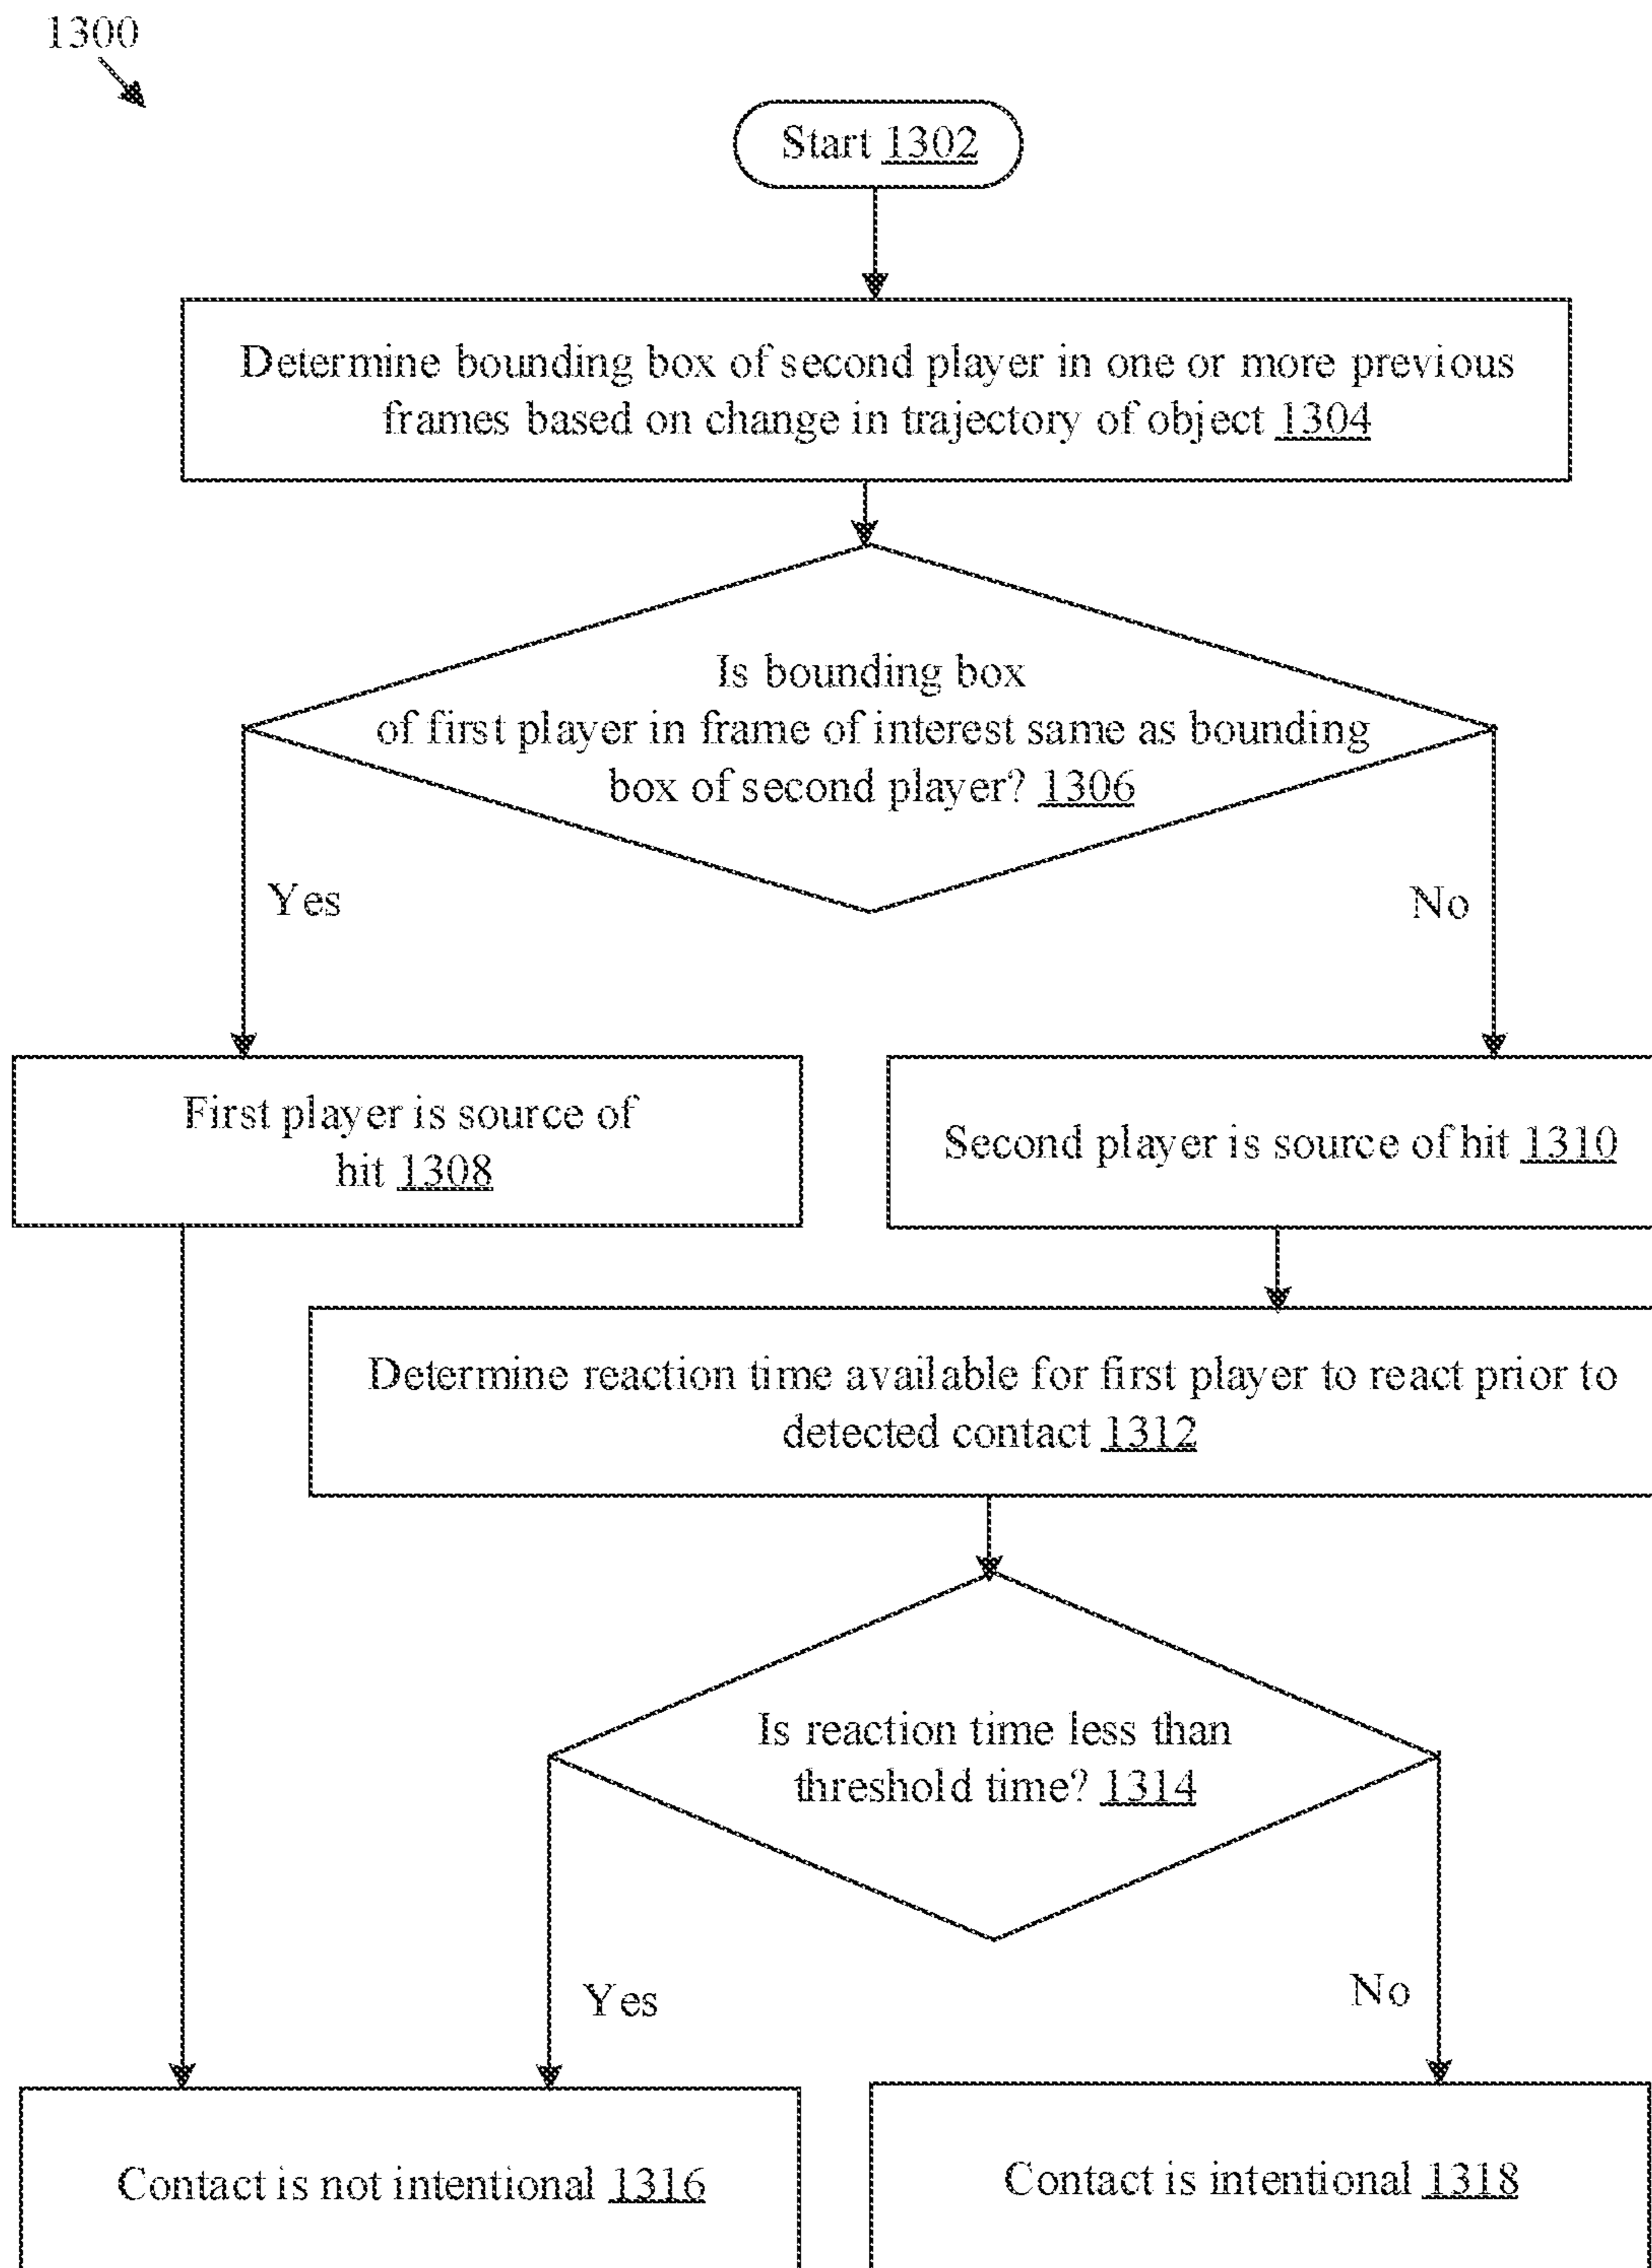 1300
Start 1302
Determine bounding box of second player in one or more previous
frames based on change in trajectory of object 1304
Is bounding box
of first player in frame of interest same as bounding
box of second player? 1306
Yes
No
First player is source of
hit 1308
Second player is source of hit 1310
Determine reaction time available for first player to react prior to
detected contact 1312
Is reaction time less than
threshold time? 1314
Yes
No
Contact is not intentional 1316
Contact is intentional 1318